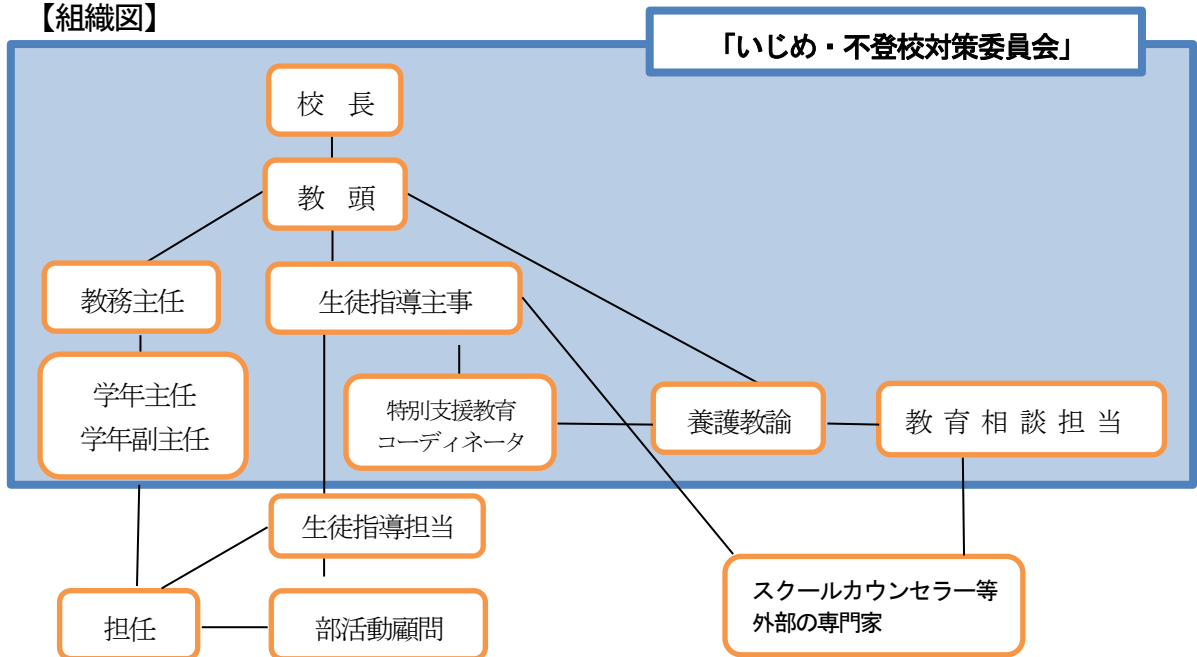 【組織図】
「いじめ・不登校対策委員会」
校　長
教　頭
教務主任
生徒指導主事
学年主任
学年副主任
特別支援教育
コーディネータ
養護教諭
教 育 相 談 担 当
生徒指導担当
スクールカウンセラー等
外部の専門家
担任
部活動顧問